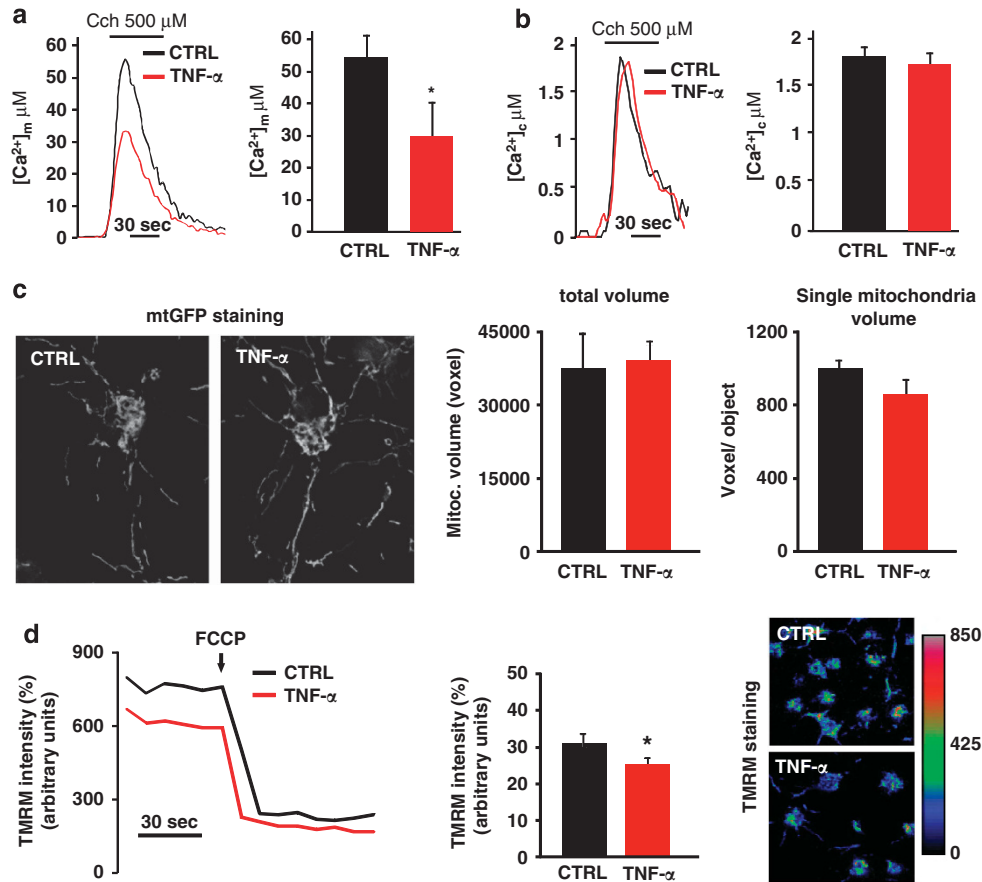 a
Cch 500 µM
CTRL
TNF-α
[Ca²⁺]m µM
60
50
40
30
20
10
0
30 sec
[Ca²⁺]m µM
60
50
40
30
20
10
0
*
CTRL TNF-α
b
Cch 500 µM
CTRL
TNF-α
[Ca²⁺]c µM
2
1.5
1
0.5
0
30 sec
[Ca²⁺]c µM
2
1.5
1
0.5
0
CTRL TNF-α
c
mtGFP staining
CTRL
TNF-α
total volume
Mitoc. volume (voxel)
45000
30000
15000
0
CTRL TNF-α
Single mitochondria
volume
Voxel/ object
1200
800
400
0
CTRL TNF-α
d
FCCP
CTRL
TNF-α
TMRM intensity (%)
(arbitrary units)
900
600
300
0
30 sec
TMRM intensity (%)
(arbitrary units)
50
40
30
20
10
0
*
CTRL TNF-α
TMRM staining
CTRL
TNF-α
850
425
0